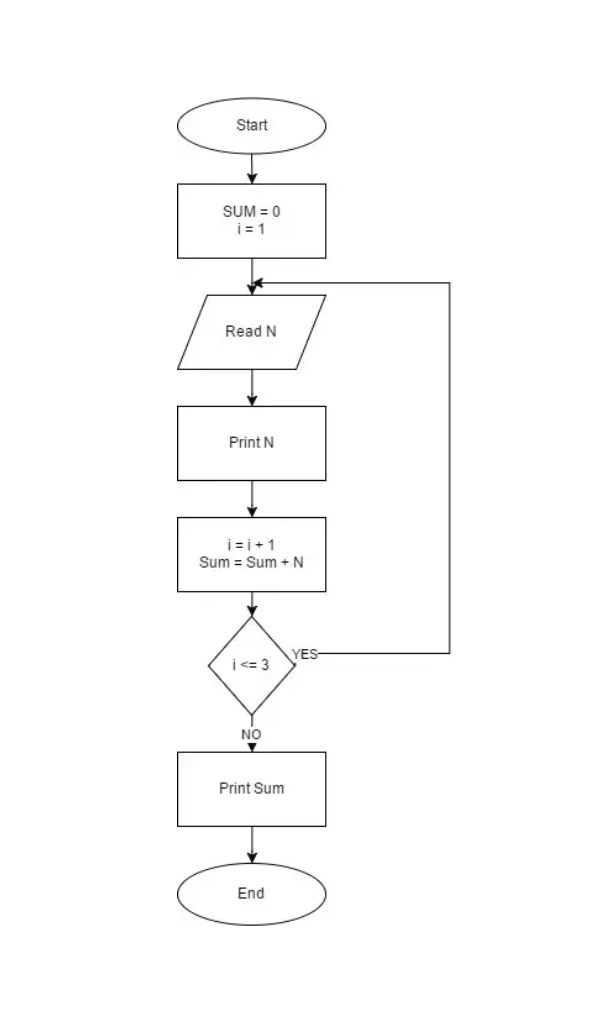 Start
SUM = 0
i = 1
Read N
Print N
i = i + 1
Sum = Sum + N
i <= 3
YES
NO
Print Sum
End